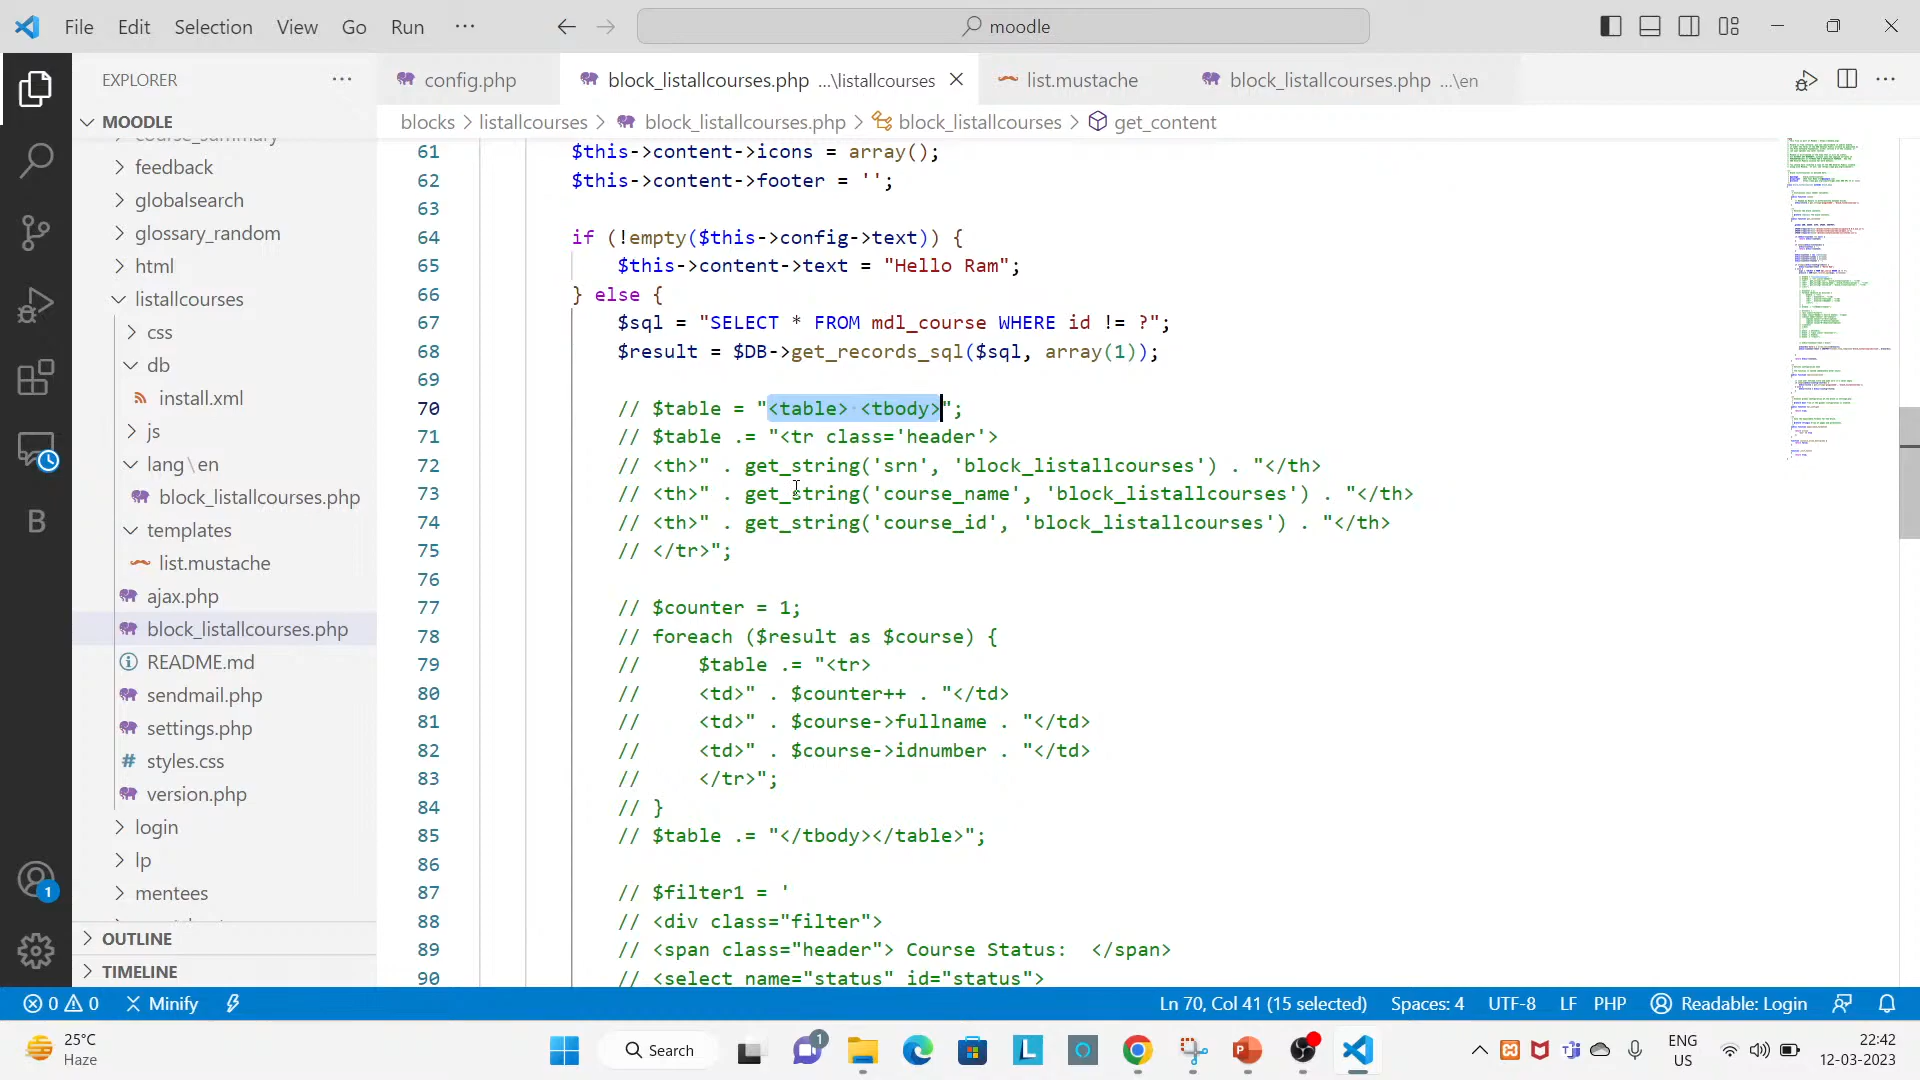 File Edit Selection View Go Run ··· moodle
EXPLORER ···
config.php
block_listallcourses.php ...\listallcourses
list.mustache
block_listallcourses.php ...\en
MOODLE
blocks > listallcourses > block_listallcourses.php > block_listallcourses > get_content
course_summary
feedback
globalsearch
glossary_random
html
listallcourses
css
db
install.xml
js
lang\en
block_listallcourses.php
templates
list.mustache
ajax.php
block_listallcourses.php
README.md
sendmail.php
settings.php
styles.css
version.php
login
lp
mentees
OUTLINE
TIMELINE
B
1
61 $this->content->icons = array();
62 $this->content->footer = '';
63
64 if (!empty($this->config->text)) {
65 $this->content->text = "Hello Ram";
66 } else {
67 $sql = "SELECT * FROM mdl_course WHERE id != ?";
68 $result = $DB->get_records_sql($sql, array(1));
69
70 // $table = "<table> <tbody>";
71 // $table .= "<tr class='header'>
72 // <th>" . get_string('srn', 'block_listallcourses') . "</th>
73 // <th>" . get_string('course_name', 'block_listallcourses') . "</th>
74 // <th>" . get_string('course_id', 'block_listallcourses') . "</th>
75 // </tr>";
76
77 // $counter = 1;
78 // foreach ($result as $course) {
79 // $table .= "<tr>
80 // <td>" . $counter++ . "</td>
81 // <td>" . $course->fullname . "</td>
82 // <td>" . $course->idnumber . "</td>
83 // </tr>";
84 // }
85 // $table .= "</tbody></table>";
86
87 // $filter1 = '
88 // <div class="filter">
89 // <span class="header"> Course Status:  </span>
90 // <select name="status" id="status">
0 0 Minify Ln 70, Col 41 (15 selected) Spaces: 4 UTF-8 LF PHP Readable: Login
25°C
Haze
Search
1
ENG
US
22:42
12-03-2023